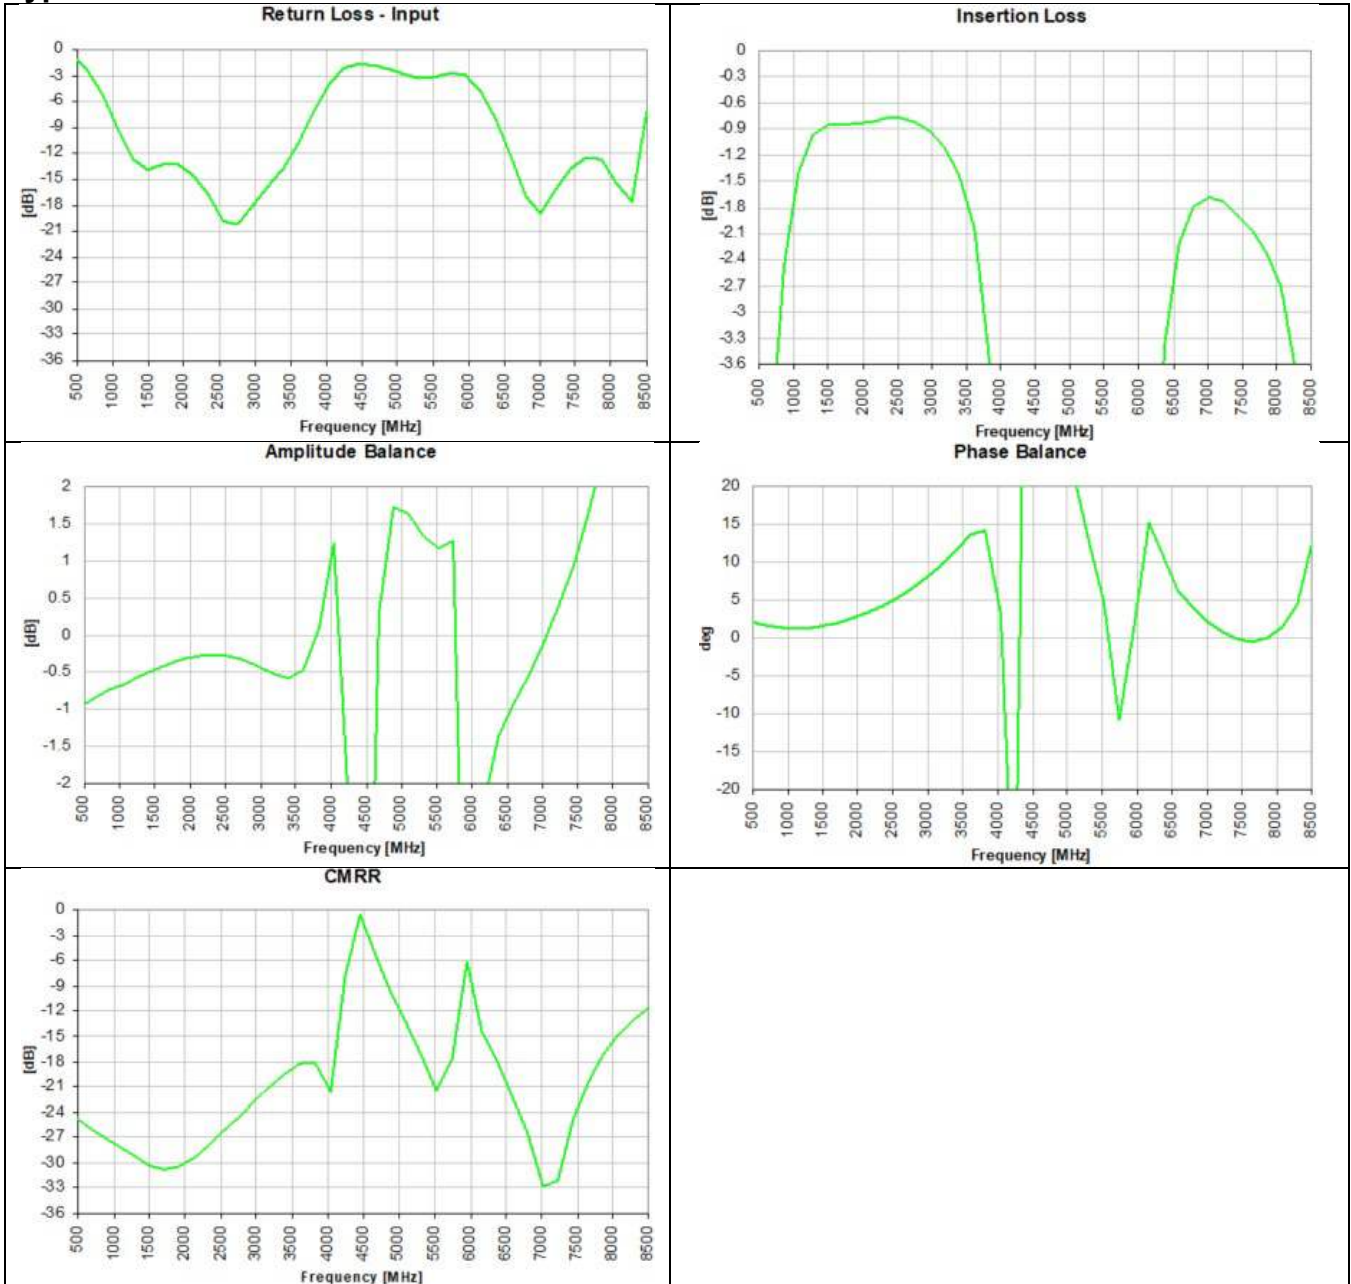 Return Loss - Input
0
-3
-6
-9
-12
-15
-18
-21
-24
-27
-30
-33
-36
[dB]
500 1000 1500 2000 2500 3000 3500 4000 4500 5000 5500 6000 6500 7000 7500 8000 8500
Frequency [MHz]
Insertion Loss
0
-0.3
-0.6
-0.9
-1.2
-1.5
-1.8
-2.1
-2.4
-2.7
-3
-3.3
-3.6
[dB]
500 1000 1500 2000 2500 3000 3500 4000 4500 5000 5500 6000 6500 7000 7500 8000 8500
Frequency [MHz]
Amplitude Balance
2
1.5
1
0.5
0
-0.5
-1
-1.5
-2
[dB]
500 1000 1500 2000 2500 3000 3500 4000 4500 5000 5500 6000 6500 7000 7500 8000 8500
Frequency [MHz]
Phase Balance
20
15
10
5
0
-5
-10
-15
-20
deg
500 1000 1500 2000 2500 3000 3500 4000 4500 5000 5500 6000 6500 7000 7500 8000 8500
Frequency [MHz]
CMRR
0
-3
-6
-9
-12
-15
-18
-21
-24
-27
-30
-33
-36
[dB]
500 1000 1500 2000 2500 3000 3500 4000 4500 5000 5500 6000 6500 7000 7500 8000 8500
Frequency [MHz]